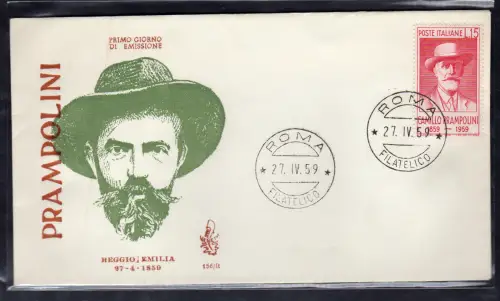 PRAMPOLINI
PRIMO GIORNO
DI EMISSIONE
REGGIO, EMILIA
27-4-1859
ROMA
* 27. IV. 59 *
FILATELICO
POSTE ITALIANE L.15
CAMILLO PRAMPOLINI
1859 - 1959
ROMA
* 27. IV. 59 *
FILATELICO